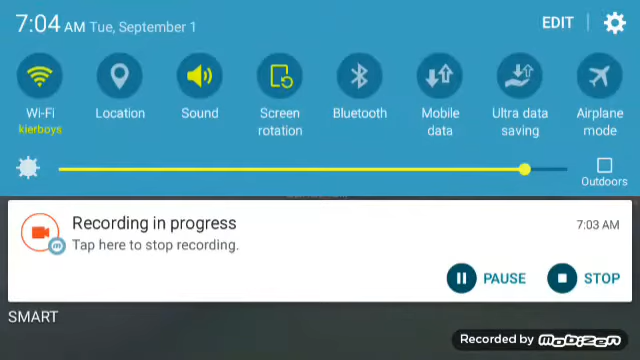 7:04 AM Tue, September 1
EDIT
Wi-Fi
kierboys
Location
Sound
Screen
rotation
Bluetooth
Mobile
data
Ultra data
saving
Airplane
mode
Outdoors
Recording in progress
7:03 AM
Tap here to stop recording.
m
PAUSE
STOP
SMART
Recorded by Mobizen